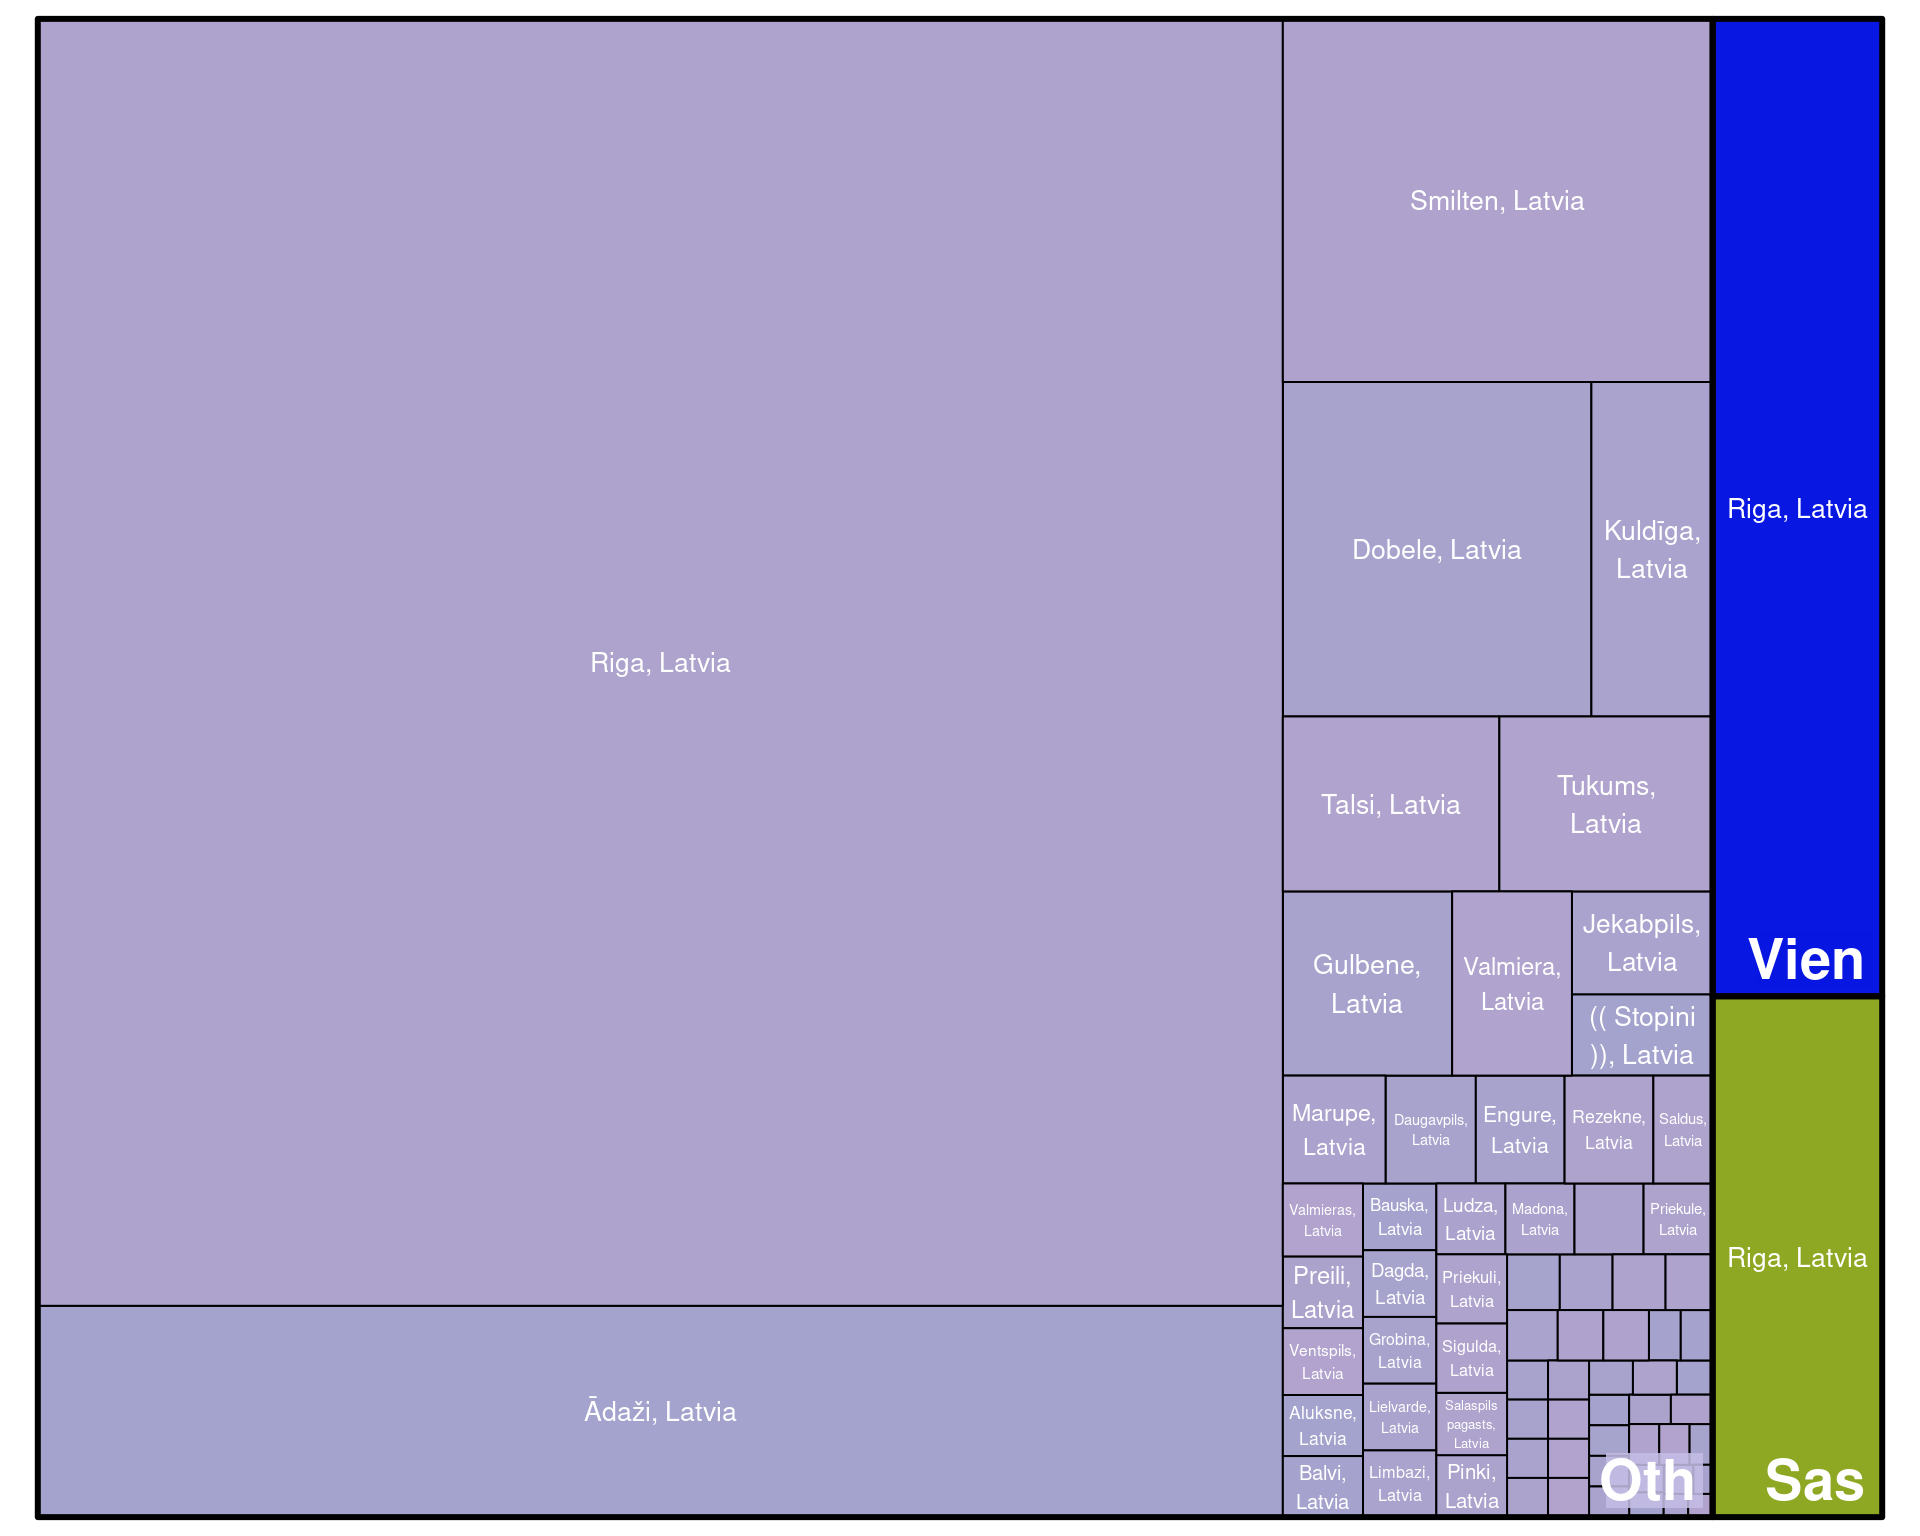 Riga, Latvia
Ādaži, Latvia
Smilten, Latvia
Dobele, Latvia
Kuldīga,
Latvia
Talsi, Latvia
Tukums,
Latvia
Gulbene,
Latvia
Valmiera,
Latvia
Jekabpils,
Latvia
(( Stopini
)), Latvia
Marupe,
Latvia
Daugavpils,
Latvia
Engure,
Latvia
Rezekne,
Latvia
Saldus,
Latvia
Valmieras,
Latvia
Preili,
Latvia
Ventspils,
Latvia
Aluksne,
Latvia
Balvi,
Latvia
Bauska,
Latvia
Dagda,
Latvia
Grobina,
Latvia
Lielvarde,
Latvia
Limbazi,
Latvia
Ludza,
Latvia
Madona,
Latvia
Priekule,
Latvia
Priekuli,
Latvia
Sigulda,
Latvia
Salaspils
pagasts,
Latvia
Pinki,
Latvia
Oth
Riga, Latvia
Vien
Riga, Latvia
Sas